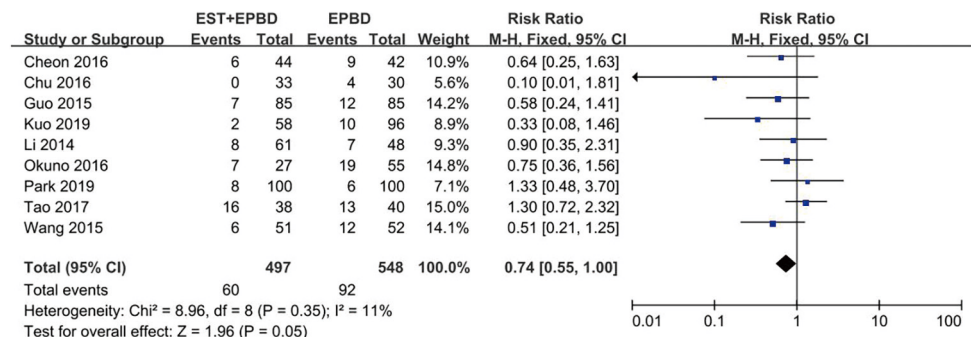 EST+EPBD EPBD Risk Ratio Risk Ratio
Study or Subgroup Events Total Events Total Weight M-H, Fixed, 95% CI M-H, Fixed, 95% CI
Cheon 2016 6 44 9 42 10.9% 0.64 [0.25, 1.63]
Chu 2016 0 33 4 30 5.6% 0.10 [0.01, 1.81]
Guo 2015 7 85 12 85 14.2% 0.58 [0.24, 1.41]
Kuo 2019 2 58 10 96 8.9% 0.33 [0.08, 1.46]
Li 2014 8 61 7 48 9.3% 0.90 [0.35, 2.31]
Okuno 2016 7 27 19 55 14.8% 0.75 [0.36, 1.56]
Park 2019 8 100 6 100 7.1% 1.33 [0.48, 3.70]
Tao 2017 16 38 13 40 15.0% 1.30 [0.72, 2.32]
Wang 2015 6 51 12 52 14.1% 0.51 [0.21, 1.25]
Total (95% CI) 497 548 100.0% 0.74 [0.55, 1.00]
Total events 60 92
Heterogeneity: Chi² = 8.96, df = 8 (P = 0.35); I² = 11%
Test for overall effect: Z = 1.96 (P = 0.05)
0.01 0.1 1 10 100